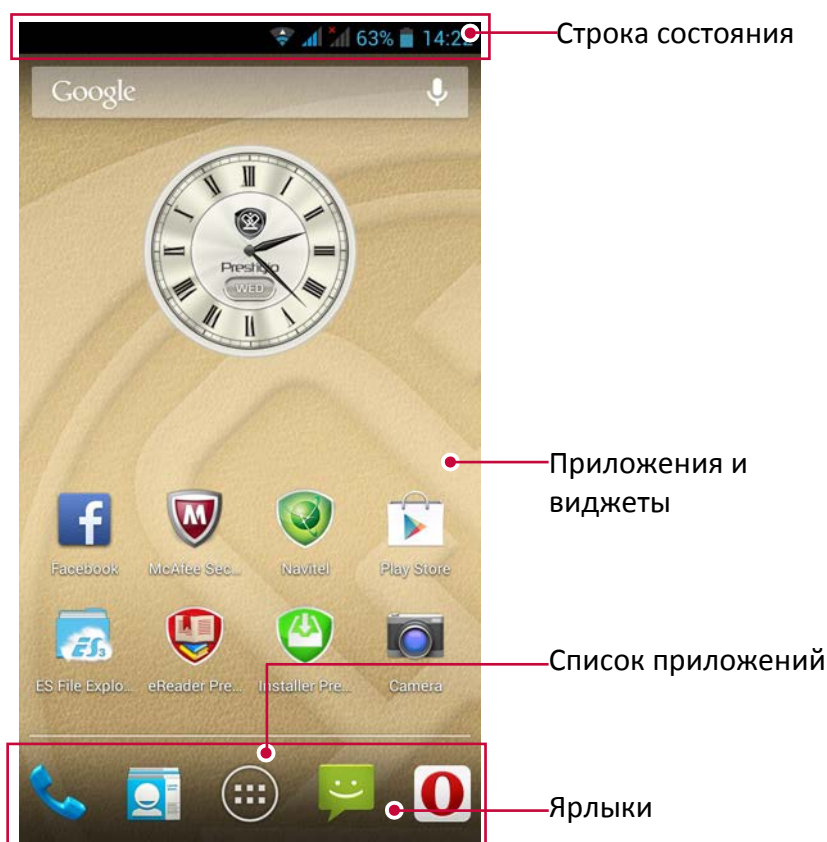 63% 14:22
Строка состояния
Google
Prestigio
WED
Приложения и
виджеты
Facebook McAfee Sec... Navitel Play Store
ES File Explo... eReader Pre... Installer Pre... Camera
Список приложений
Ярлыки